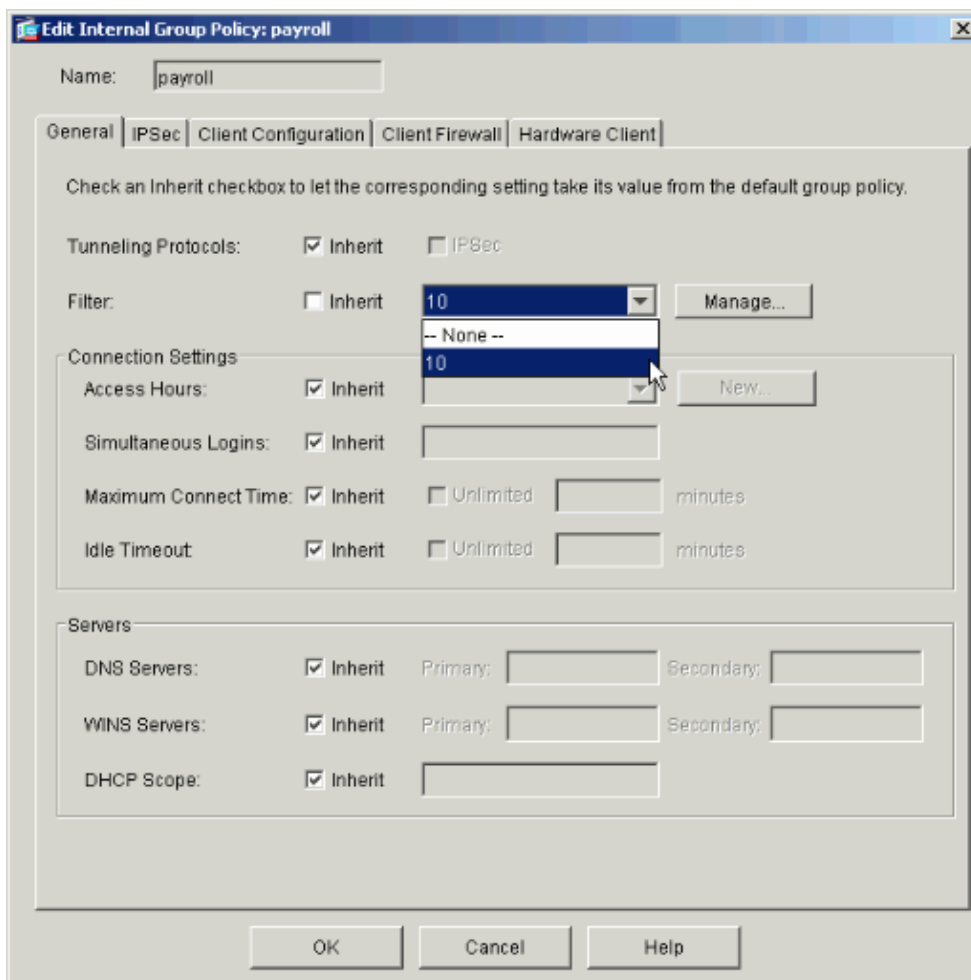 Edit Internal Group Policy: payroll
Name: payroll
General IPSec Client Configuration Client Firewall Hardware Client
Check an Inherit checkbox to let the corresponding setting take its value from the default group policy.
Tunneling Protocols: Inherit IPSec
Filter: Inherit 10 Manage...
-- None --
10
Connection Settings
Access Hours: Inherit New...
Simultaneous Logins: Inherit
Maximum Connect Time: Inherit Unlimited minutes
Idle Timeout: Inherit Unlimited minutes
Servers
DNS Servers: Inherit Primary: Secondary:
WINS Servers: Inherit Primary: Secondary:
DHCP Scope: Inherit
OK Cancel Help